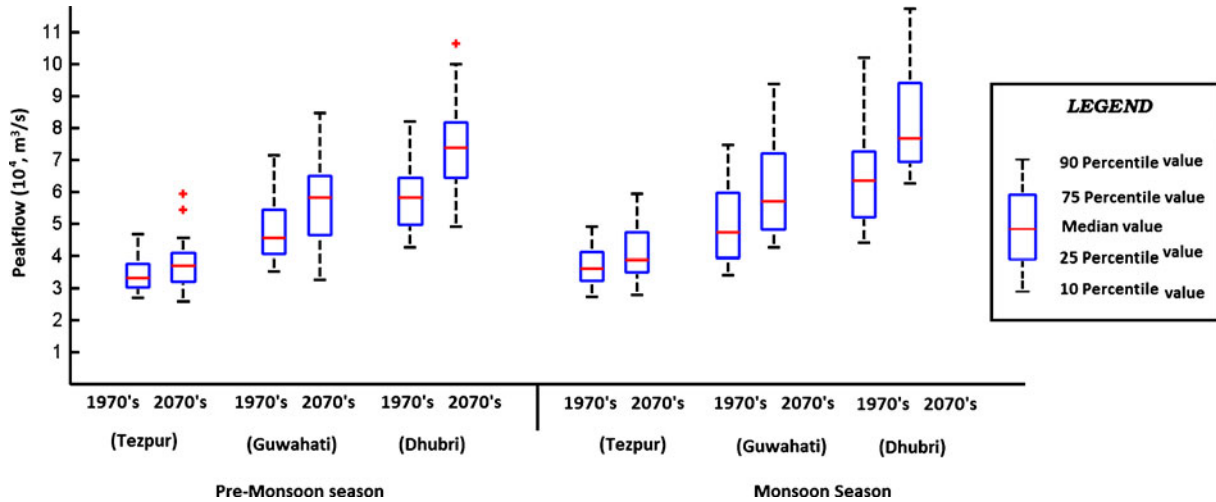 Peakflow (10⁴, m³/s)
11
10
9
8
7
6
5
4
3
2
1
1970's 2070's 1970's 2070's 1970's 2070's 1970's 2070's 1970's 2070's 1970's 2070's
(Tezpur) (Guwahati) (Dhubri) (Tezpur) (Guwahati) (Dhubri)
Pre-Monsoon season Monsoon Season
LEGEND
90 Percentile value
75 Percentile value
Median value
25 Percentile value
10 Percentile value